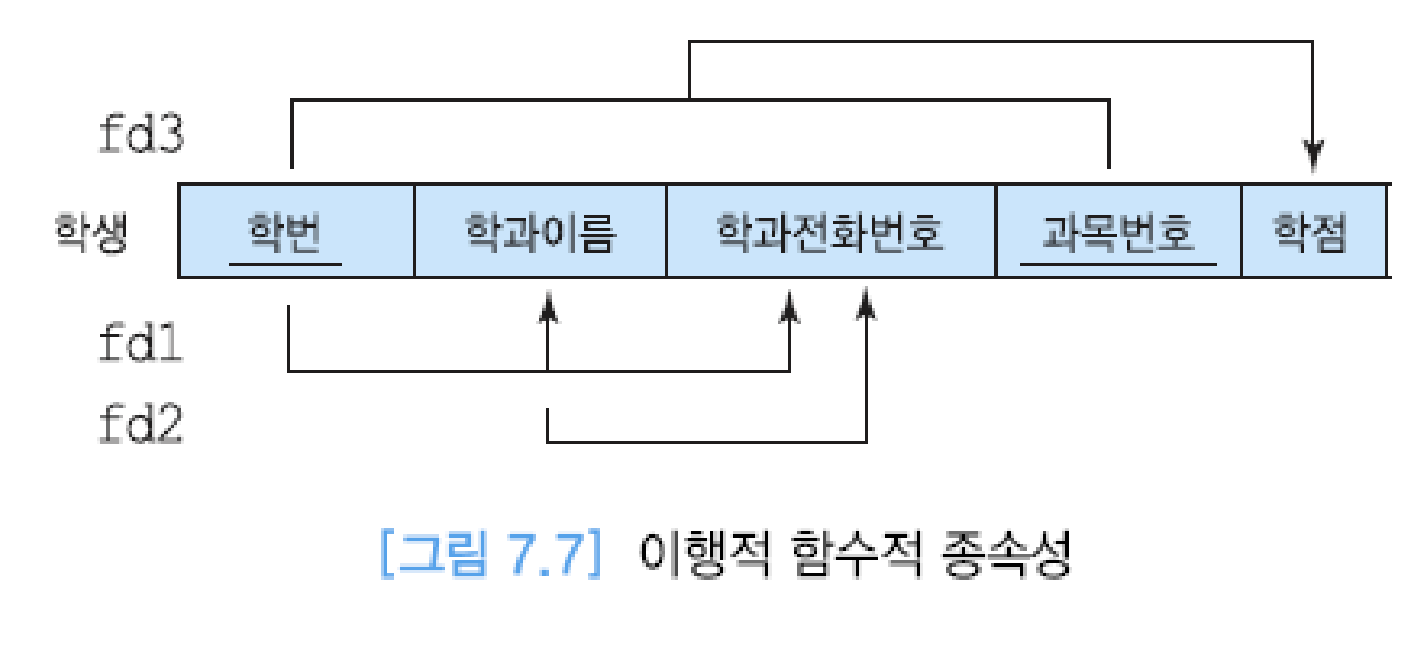 fd3
학생 학번 학과이름 학과전화번호 과목번호 학점
fd1
fd2
[그림 7.7] 이행적 함수적 종속성